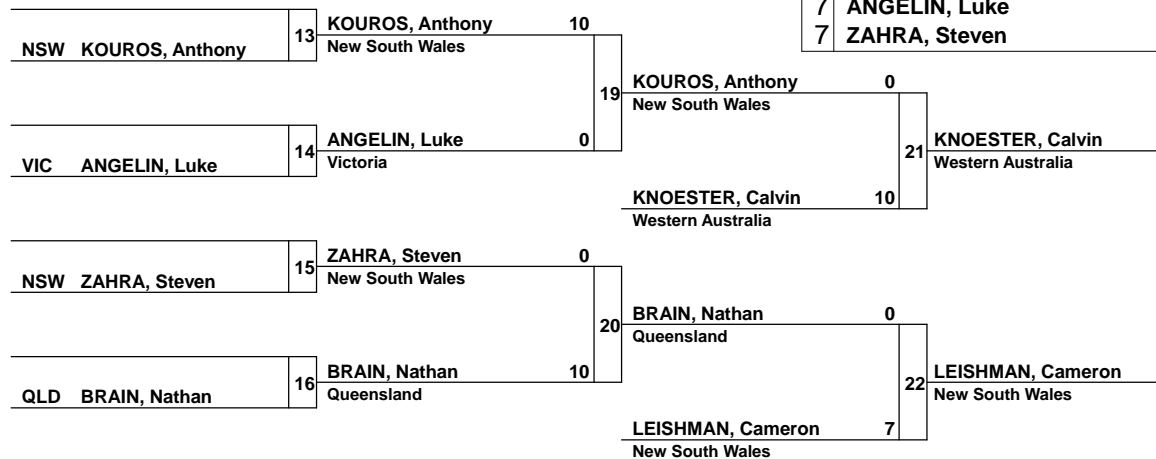 7 ANGELIN, Luke
7 ZAHRA, Steven
NSW KOUROS, Anthony
13
KOUROS, Anthony 10
New South Wales
VIC ANGELIN, Luke
14
ANGELIN, Luke 0
Victoria
19
KOUROS, Anthony 0
New South Wales
KNOESTER, Calvin 10
Western Australia
21
KNOESTER, Calvin
Western Australia
NSW ZAHRA, Steven
15
ZAHRA, Steven 0
New South Wales
QLD BRAIN, Nathan
16
BRAIN, Nathan 10
Queensland
20
BRAIN, Nathan 0
Queensland
LEISHMAN, Cameron 7
New South Wales
22
LEISHMAN, Cameron
New South Wales